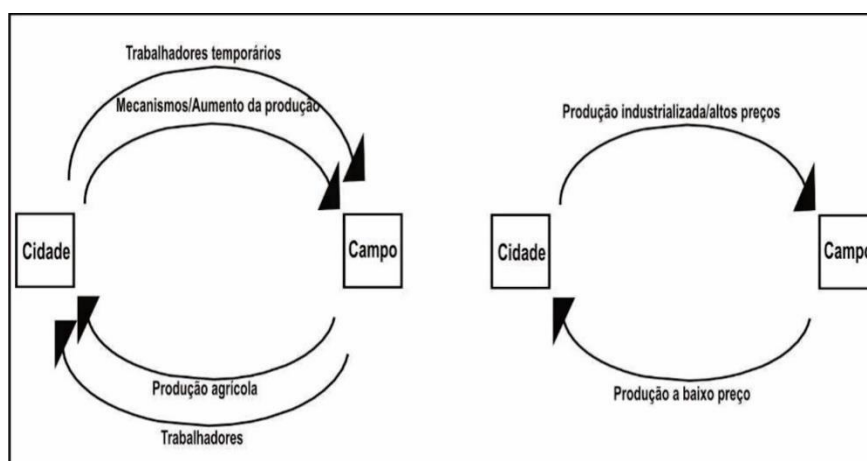 Trabalhadores temporários
Mecanismos/Aumento da produção
Cidade
Campo
Produção agrícola
Trabalhadores
Produção industrializada/altos preços
Cidade
Campo
Produção a baixo preço